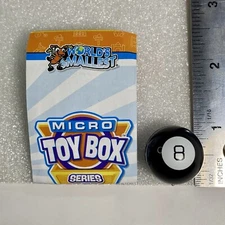 WORLD'S
SMALLEST
MICRO
TOY BOX
SERIES
8
1
2
3
INCHES